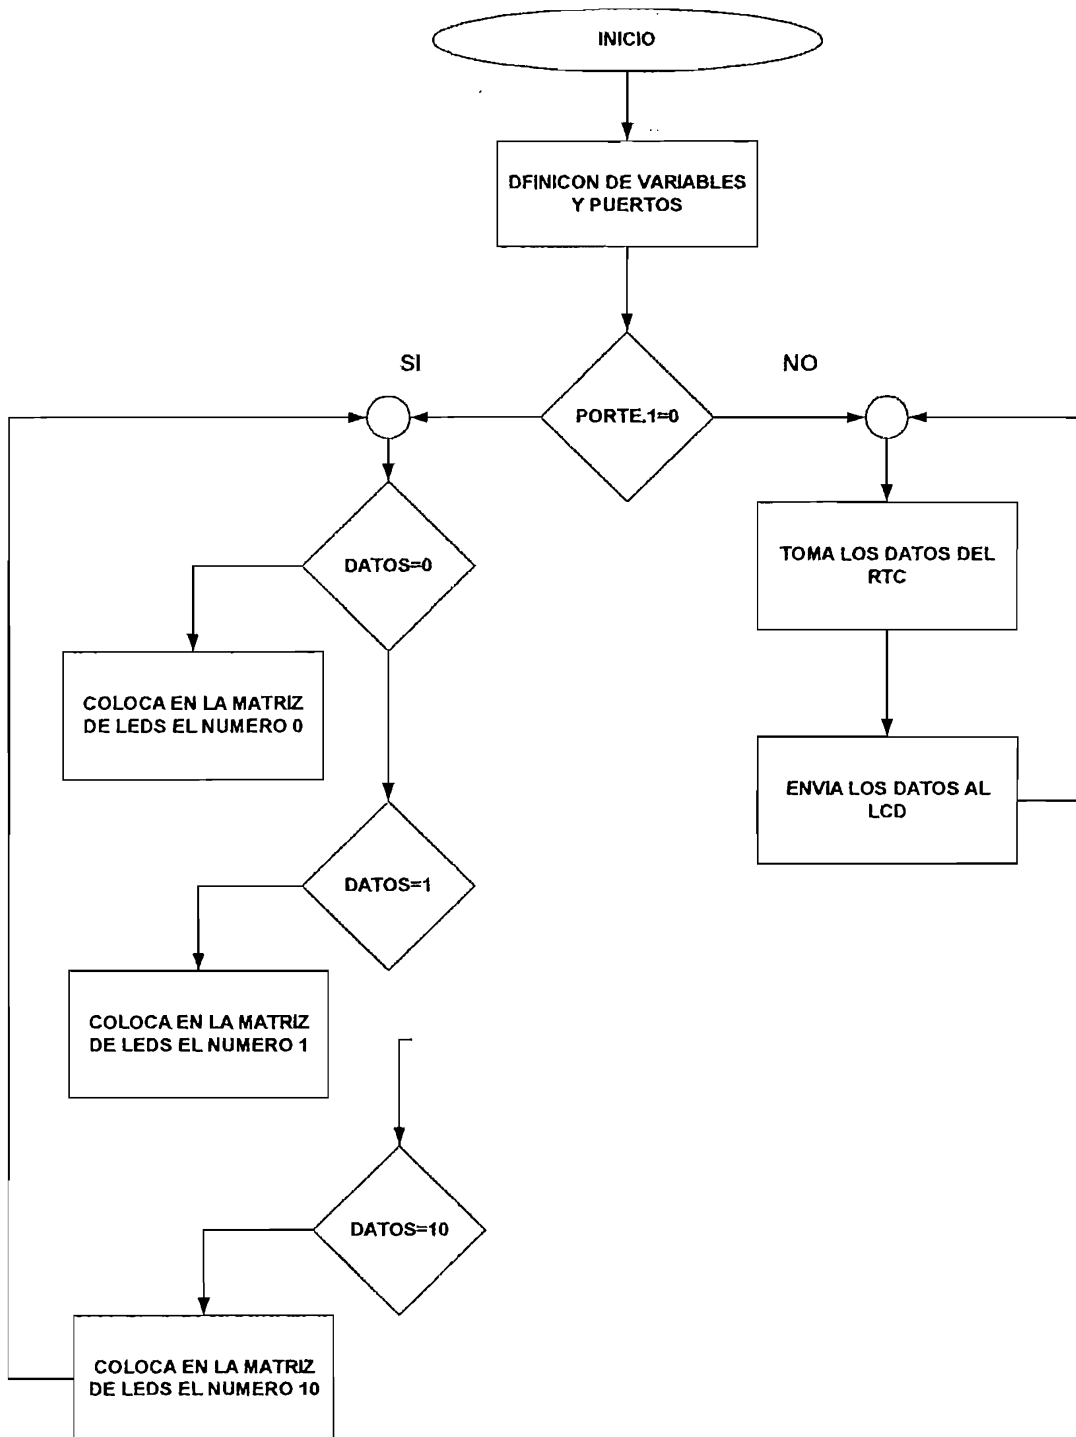 INICIO
DFINICON DE VARIABLES
Y PUERTOS
SI
NO
PORTE.1=0
DATOS=0
TOMA LOS DATOS DEL
RTC
COLOCA EN LA MATRIZ
DE LEDS EL NUMERO 0
ENVIA LOS DATOS AL
LCD
DATOS=1
COLOCA EN LA MATRIZ
DE LEDS EL NUMERO 1
DATOS=10
COLOCA EN LA MATRIZ
DE LEDS EL NUMERO 10